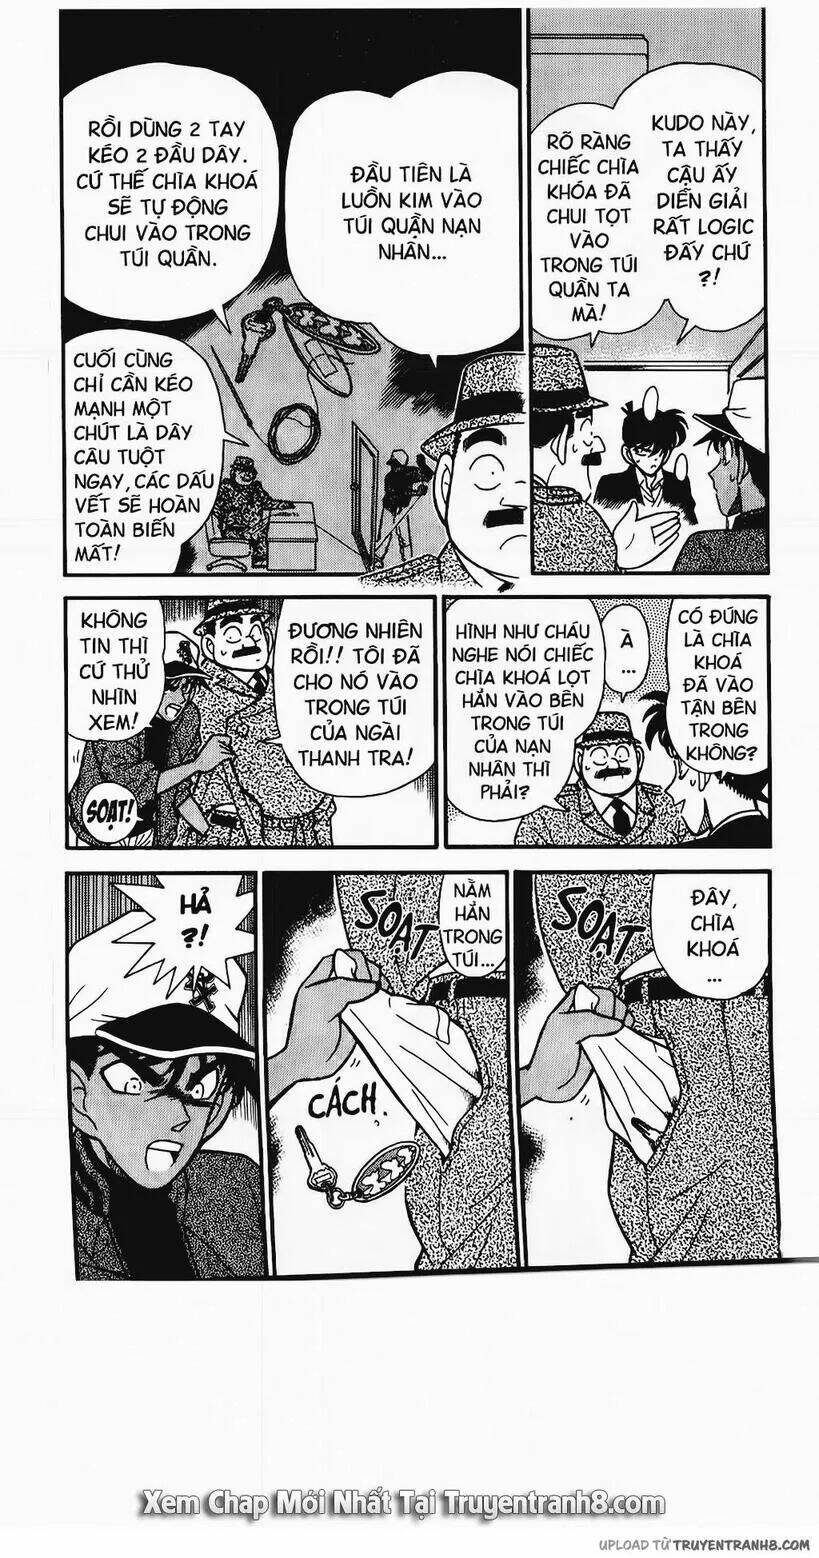 KUDO NÀY,
TA THẤY
CẬU ẤY
DIỄN GIẢI
RẤT LOGIC
ĐẤY CHỨ
?!
RÕ RÀNG
CHIẾC CHÌA
KHÓA ĐÃ
CHUI TỌT
VÀO
TRONG TÚI
QUẦN TA
MÀ!
ĐẦU TIÊN LÀ
LUỒN KIM VÀO
TÚI QUẦN NẠN
NHÂN...
RỒI DÙNG 2 TAY
KÉO 2 ĐẦU DÂY.
CỨ THẾ CHÌA KHOÁ
SẼ TỰ ĐỘNG
CHUI VÀO TRONG
TÚI QUẦN.
CUỐI CÙNG
CHỈ CẦN KÉO
MẠNH MỘT
CHÚT LÀ DÂY
CÂU TUỘT
NGAY, CÁC DẤU
VẾT SẼ HOÀN
TOÀN BIẾN
MẤT!
CÓ ĐÚNG
LÀ CHÌA
KHOÁ
ĐÃ VÀO
TẬN BÊN
TRONG
KHÔNG?
À
...
HÌNH NHƯ CHÁU
NGHE NÓI CHIẾC
CHÌA KHOÁ LỌT
HẲN VÀO BÊN
TRONG TÚI
CỦA NẠN
NHÂN THÌ
PHẢI?
ĐƯƠNG NHIÊN
RỒI!! TÔI ĐÃ
CHO NÓ VÀO
TRONG TÚI
CỦA NGÀI
THANH TRA!
KHÔNG
TIN THÌ
CỨ THỬ
NHÌN
XEM!
SOẠT!
ĐÂY,
CHÌA
KHOÁ
...
SOẠT
NẰM
HẲN
TRONG
TÚI...
SOẠT
CÁCH
HẢ
?!
Xem Chap Mới Nhất Tại Truyentranh8.com
UPLOAD TỪ TRUYENTRANH8.COM